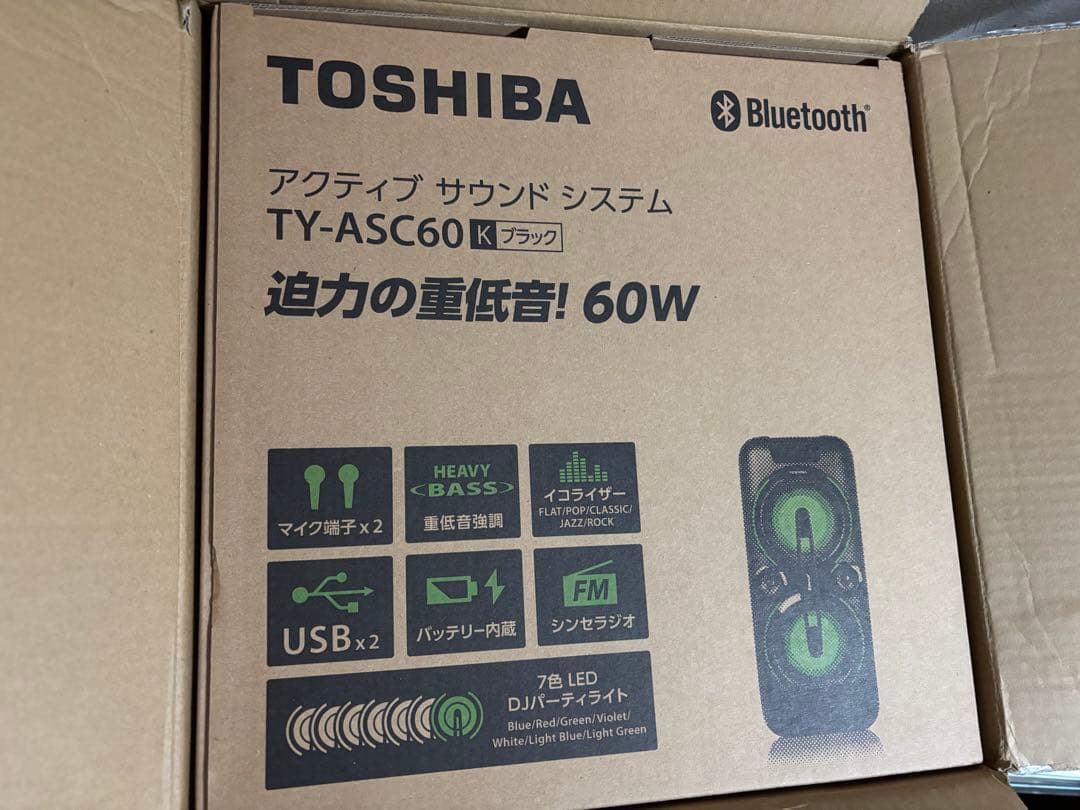 TOSHIBA
Bluetooth®
アクティブ サウンド システム
TY-ASC60 K ブラック
迫力の重低音! 60W
マイク端子 x 2
HEAVY
BASS
重低音強調
イコライザー
FLAT/POP/CLASSIC/
JAZZ/ROCK
USB x 2
バッテリー内蔵
FM
シンセラジオ
7色 LED
DJパーティライト
Blue/Red/Green/Violet/
White/Light Blue/Light Green
TOSHIBA